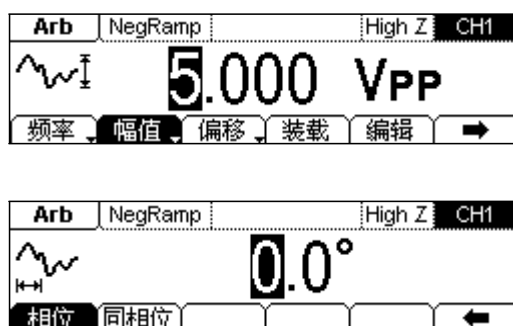 Arb NegRamp High Z CH1
5.000 VPP
频率 幅值 偏移 装载 编辑
Arb NegRamp High Z CH1
0.0°
相位 同相位